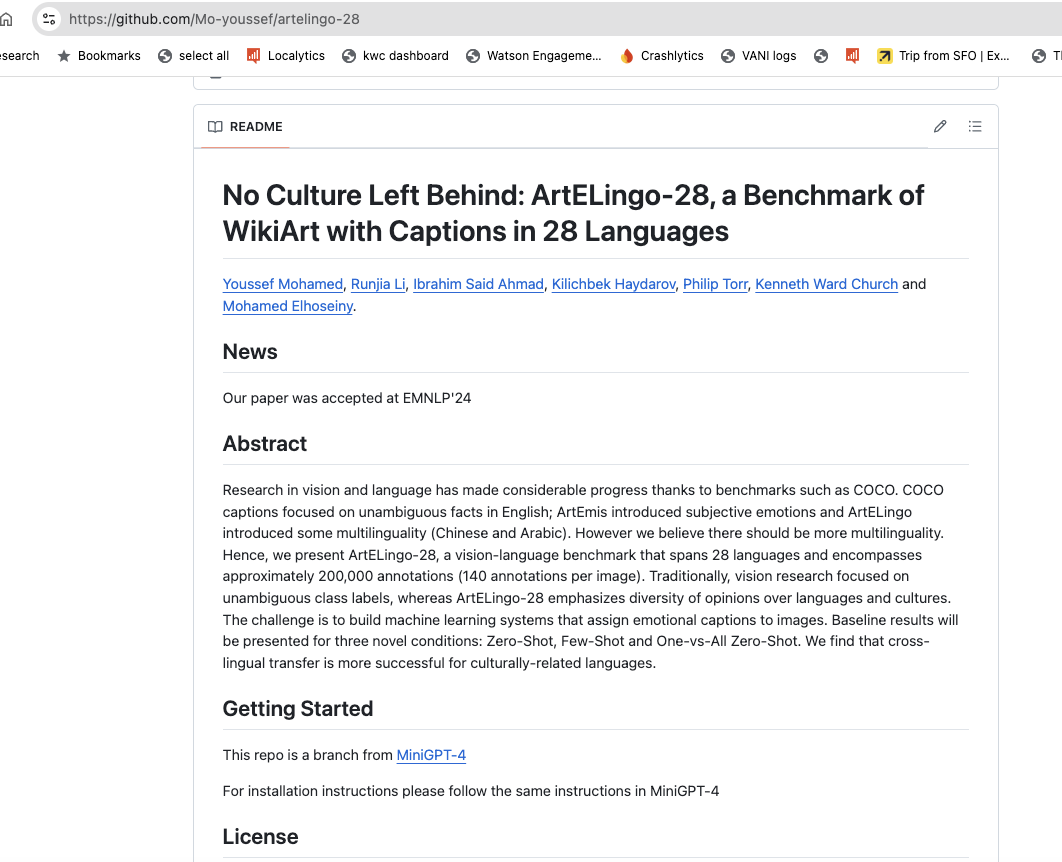 https://github.com/Mo-youssef/artelingo-28
esearch Bookmarks select all Localytics kwc dashboard Watson Engageme... Crashlytics VANI logs Trip from SFO | Ex...
README
No Culture Left Behind: ArtELingo-28, a Benchmark of
WikiArt with Captions in 28 Languages
Youssef Mohamed, Runjia Li, Ibrahim Said Ahmad, Kilichbek Haydarov, Philip Torr, Kenneth Ward Church and
Mohamed Elhoseiny.
News
Our paper was accepted at EMNLP'24
Abstract
Research in vision and language has made considerable progress thanks to benchmarks such as COCO. COCO
captions focused on unambiguous facts in English; ArtEmis introduced subjective emotions and ArtELingo
introduced some multilinguality (Chinese and Arabic). However we believe there should be more multilinguality.
Hence, we present ArtELingo-28, a vision-language benchmark that spans 28 languages and encompasses
approximately 200,000 annotations (140 annotations per image). Traditionally, vision research focused on
unambiguous class labels, whereas ArtELingo-28 emphasizes diversity of opinions over languages and cultures.
The challenge is to build machine learning systems that assign emotional captions to images. Baseline results will
be presented for three novel conditions: Zero-Shot, Few-Shot and One-vs-All Zero-Shot. We find that cross-
lingual transfer is more successful for culturally-related languages.
Getting Started
This repo is a branch from MiniGPT-4
For installation instructions please follow the same instructions in MiniGPT-4
License